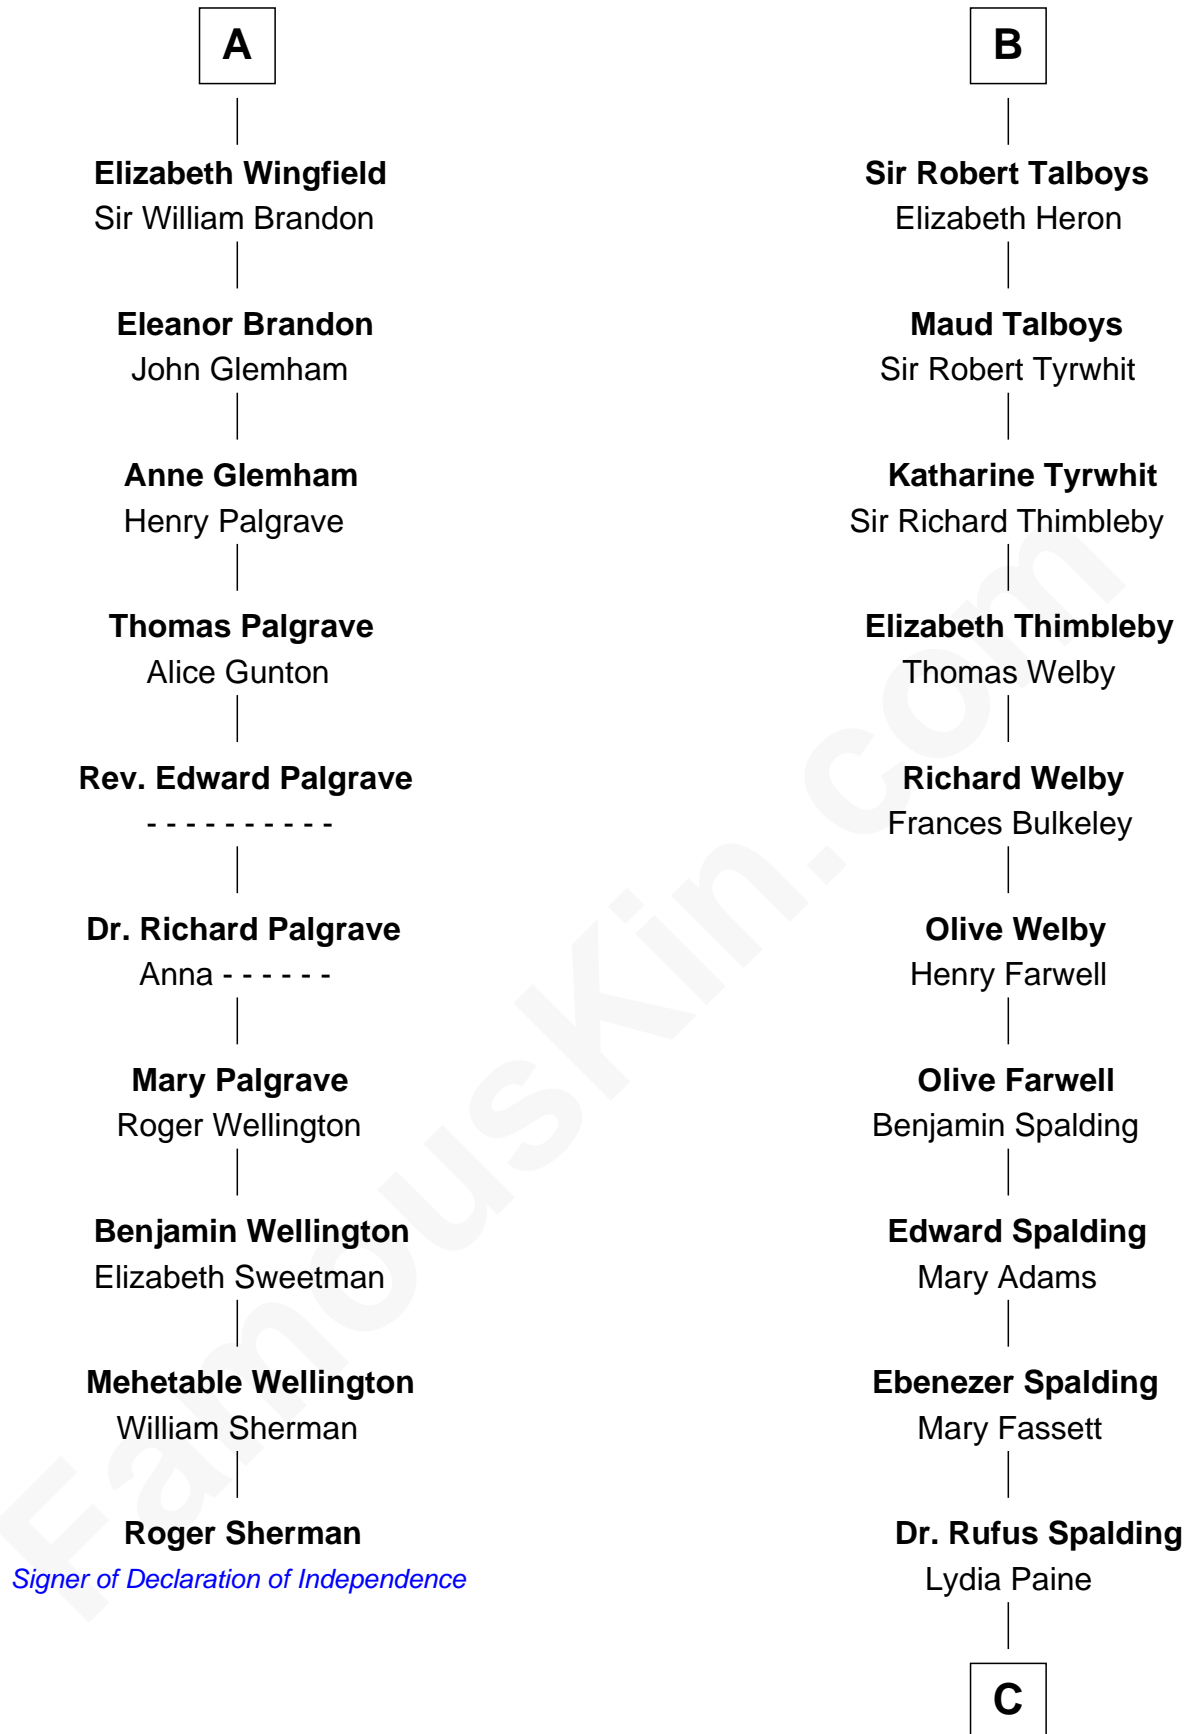 A
Elizabeth Wingfield
Sir William Brandon
Eleanor Brandon
John Glemham
Anne Glemham
Henry Palgrave
Thomas Palgrave
Alice Gunton
Rev. Edward Palgrave
- - - - - - - - - -
Dr. Richard Palgrave
Anna - - - - - -
Mary Palgrave
Roger Wellington
Benjamin Wellington
Elizabeth Sweetman
Mehetable Wellington
William Sherman
Roger Sherman
Signer of Declaration of Independence
B
Sir Robert Talboys
Elizabeth Heron
Maud Talboys
Sir Robert Tyrwhit
Katharine Tyrwhit
Sir Richard Thimbleby
Elizabeth Thimbleby
Thomas Welby
Richard Welby
Frances Bulkeley
Olive Welby
Henry Farwell
Olive Farwell
Benjamin Spalding
Edward Spalding
Mary Adams
Ebenezer Spalding
Mary Fassett
Dr. Rufus Spalding
Lydia Paine
C
FamousKin.com